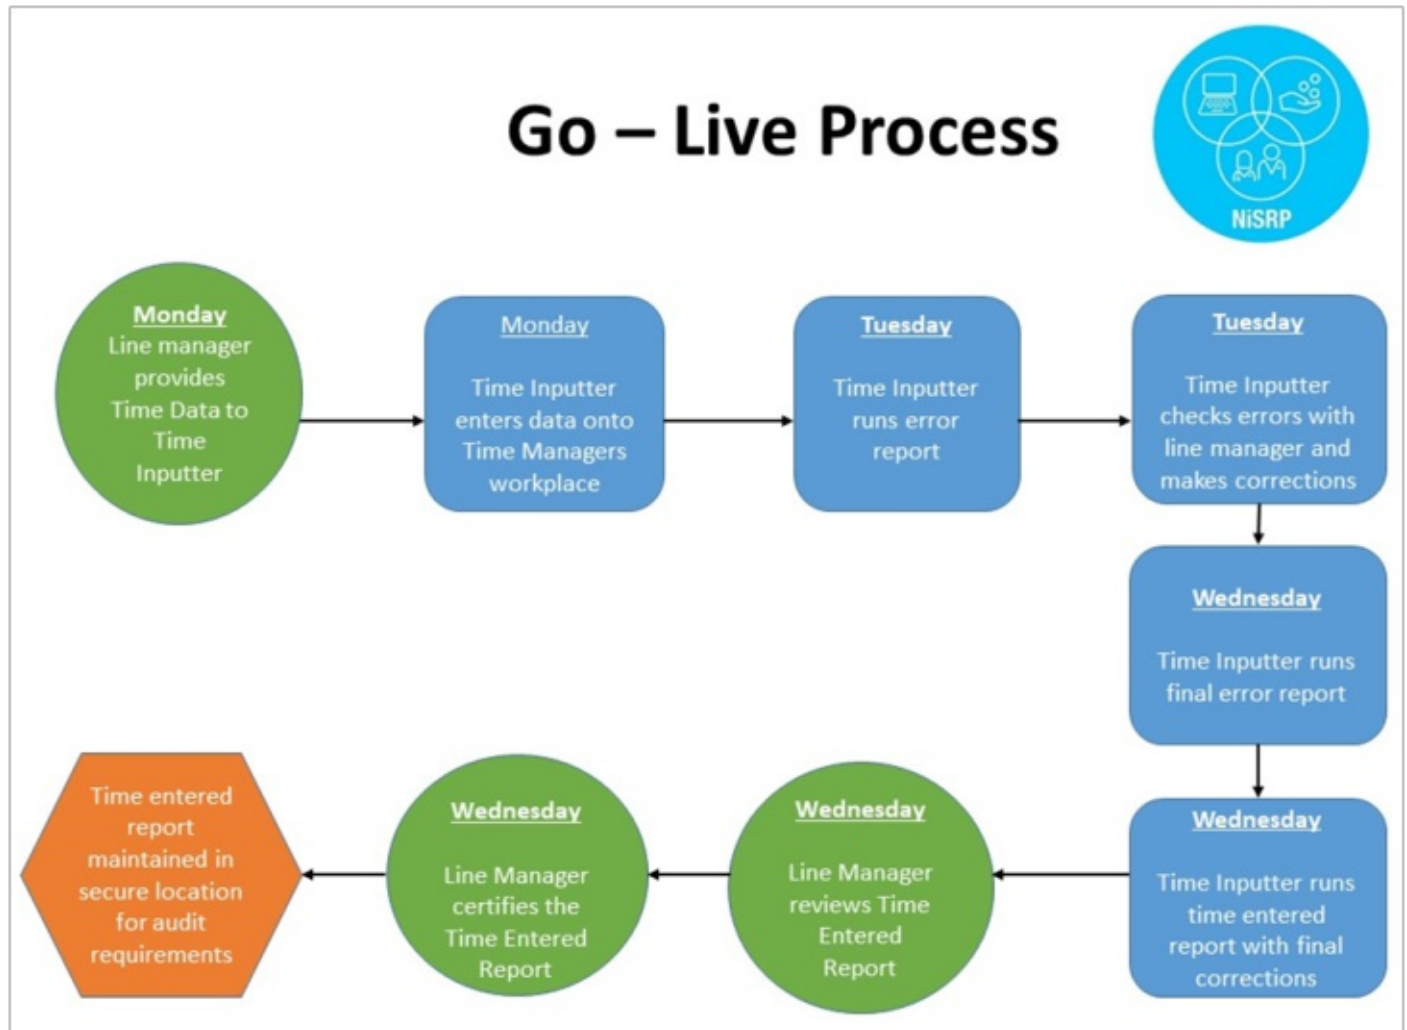 Go – Live Process
NiSRP
Monday
Line manager
provides
Time Data to
Time
Inputter
Monday
Time Inputter
enters data onto
Time Managers
workplace
Tuesday
Time Inputter
runs error
report
Tuesday
Time Inputter
checks errors with
line manager and
makes corrections
Wednesday
Time Inputter runs
final error report
Wednesday
Time Inputter runs
time entered
report with final
corrections
Wednesday
Line Manager
reviews Time
Entered
Report
Wednesday
Line Manager
certifies the
Time Entered
Report
Time entered
report
maintained in
secure location
for audit
requirements